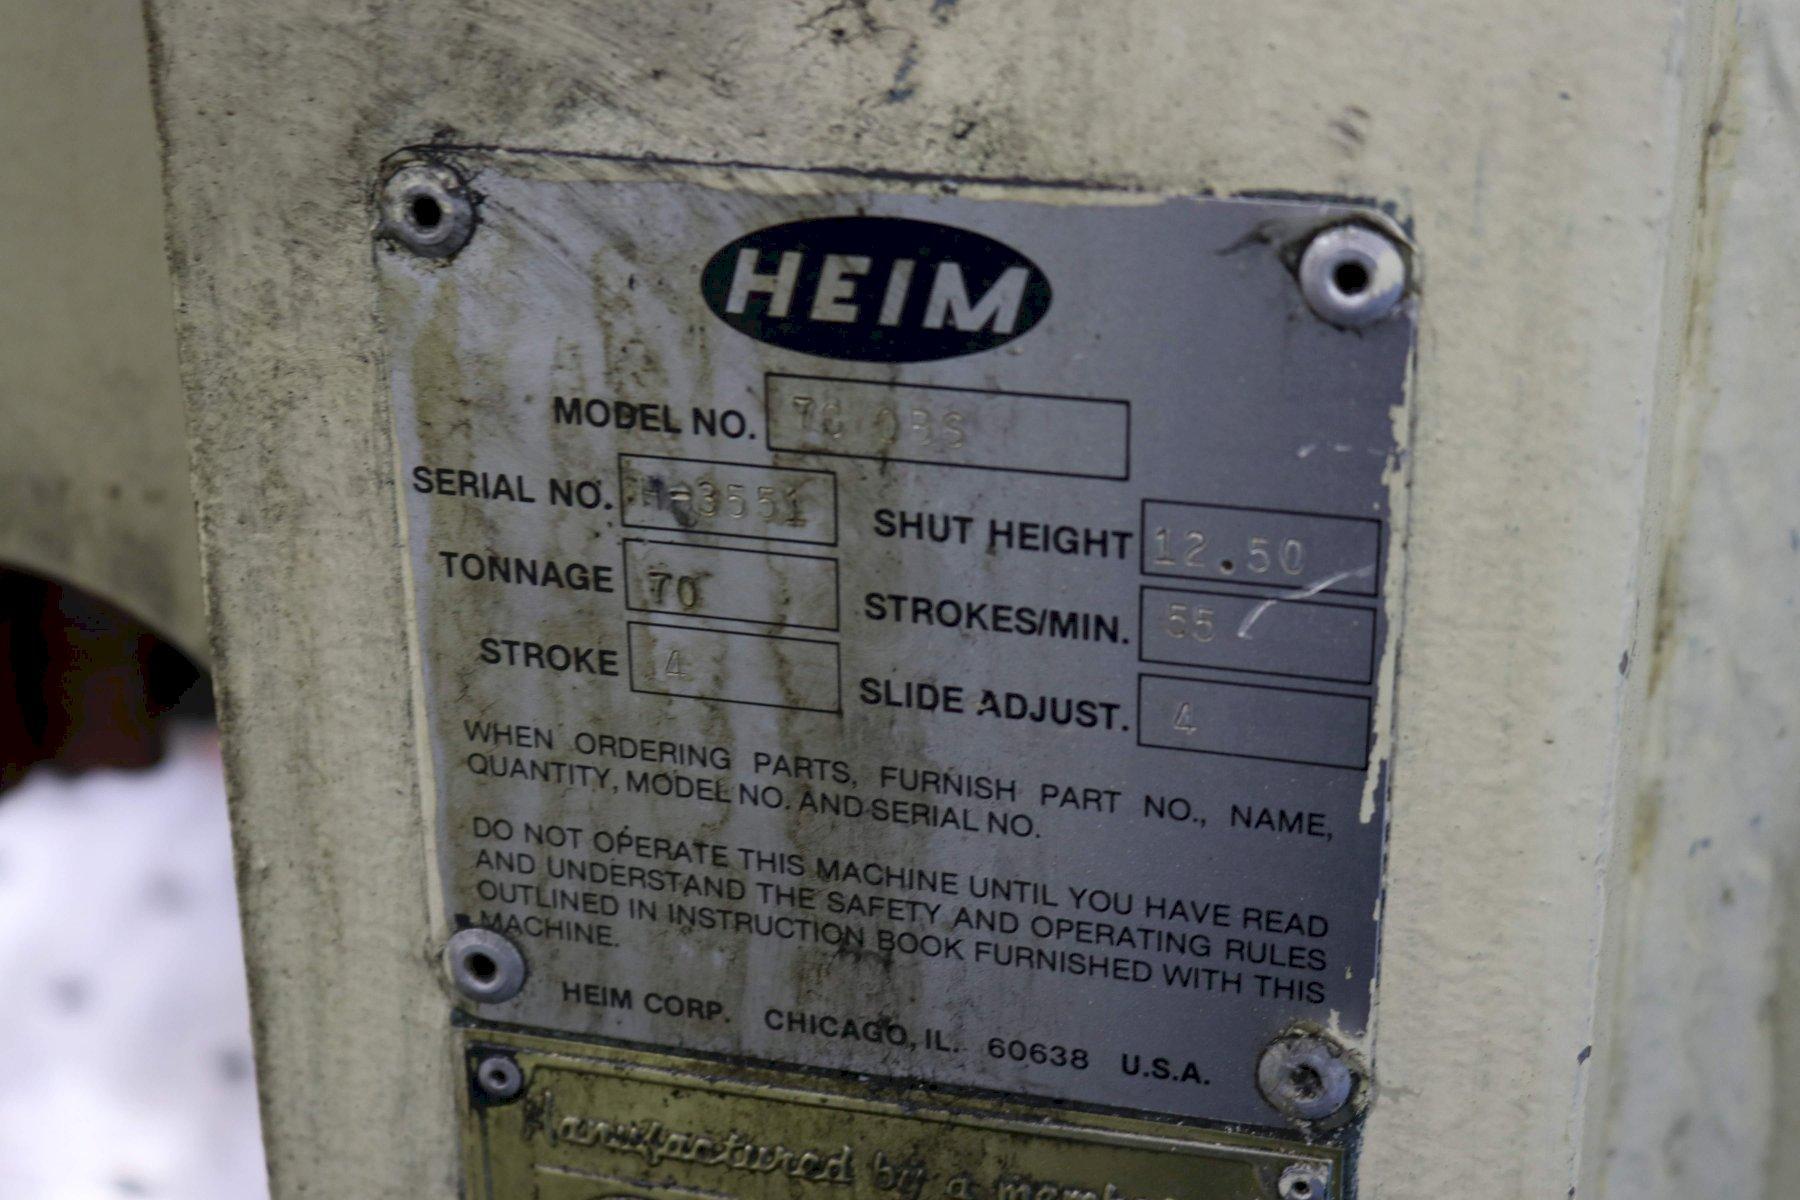 HEIM
MODEL NO. 70 OBS
SERIAL NO. H-3551
SHUT HEIGHT 12.50
TONNAGE 70
STROKES/MIN. 55
STROKE 4
SLIDE ADJUST. 4
WHEN ORDERING PARTS, FURNISH PART NO., NAME,
QUANTITY, MODEL NO. AND SERIAL NO.
DO NOT OPERATE THIS MACHINE UNTIL YOU HAVE READ
AND UNDERSTAND THE SAFETY AND OPERATING RULES
OUTLINED IN INSTRUCTION BOOK FURNISHED WITH THIS
MACHINE.
HEIM CORP. CHICAGO, IL. 60638 U.S.A.
Manufactured by a